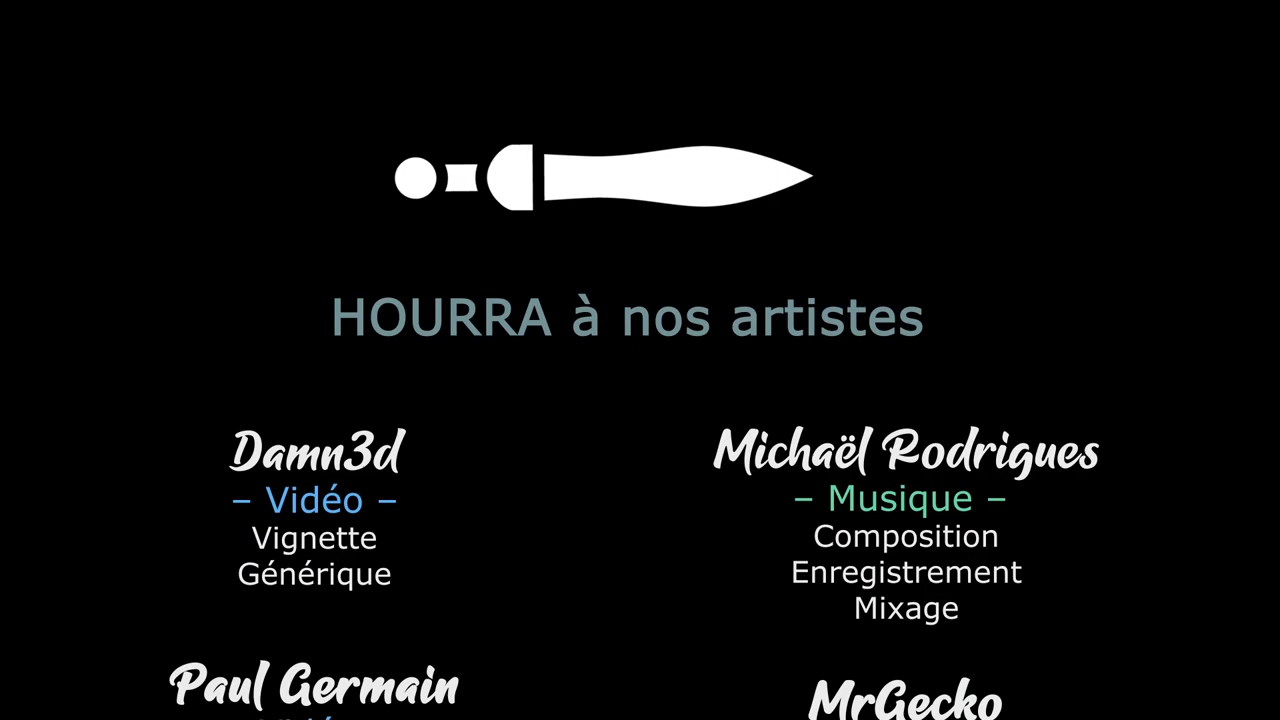 HOURRA à nos artistes
Damn3d
– Vidéo –
Vignette
Générique
Michaël Rodrigues
– Musique –
Composition
Enregistrement
Mixage
Paul Germain
MrGecko